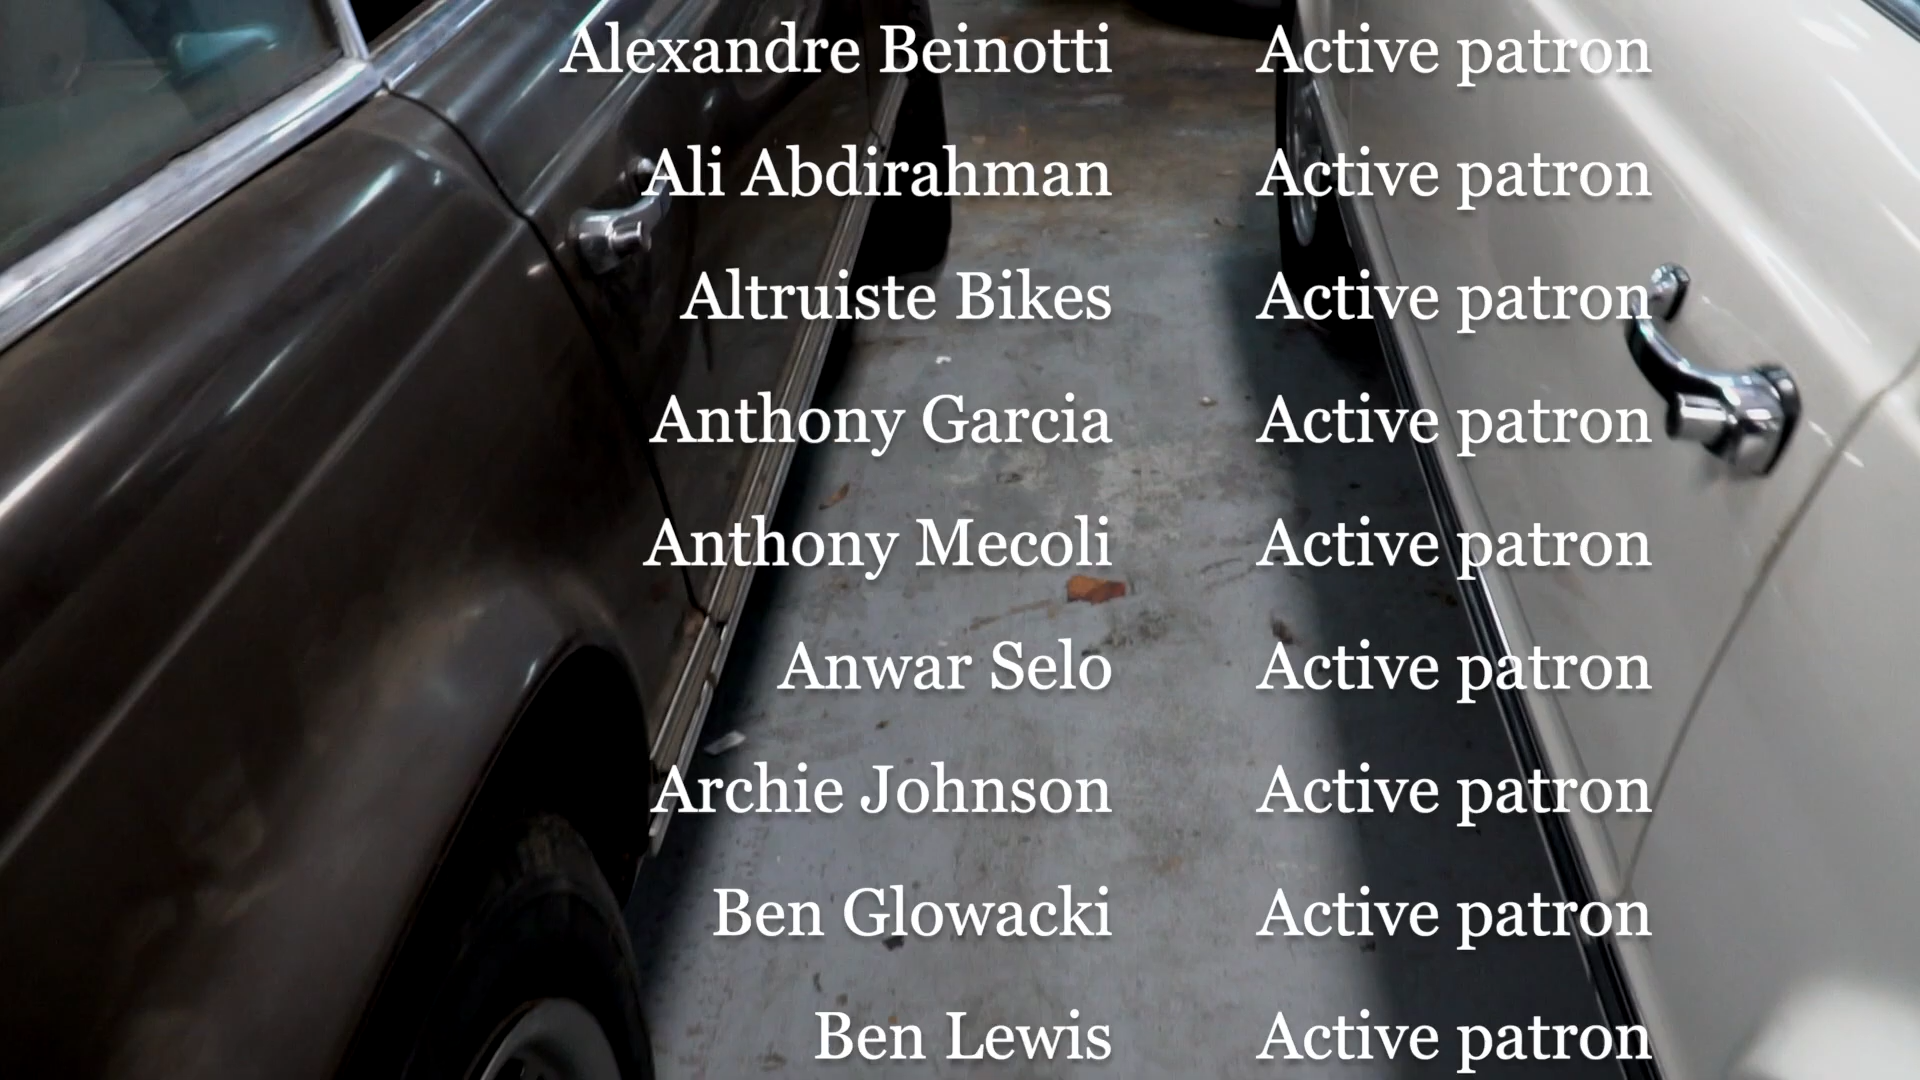 Alexandre Beinotti Active patron
Ali Abdirahman Active patron
Altruiste Bikes Active patron
Anthony Garcia Active patron
Anthony Mecoli Active patron
Anwar Selo Active patron
Archie Johnson Active patron
Ben Glowacki Active patron
Ben Lewis Active patron